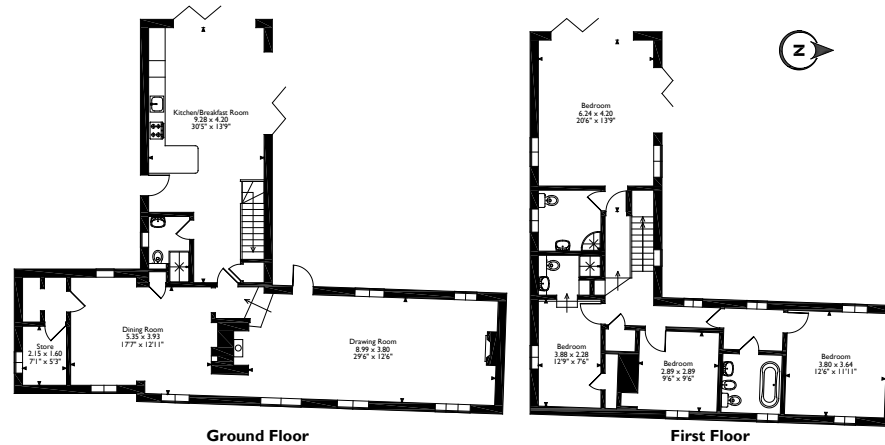 Kitchen/Breakfast Room
9.28 x 4.20
30'5" x 13'9"
Store
2.15 x 1.60
7'1" x 5'3"
Dining Room
5.35 x 3.93
17'7" x 12'11"
Drawing Room
8.99 x 3.80
29'6" x 12'6"
Ground Floor
N
Bedroom
6.24 x 4.20
20'6" x 13'9"
Bedroom
3.88 x 2.28
12'9" x 7'6"
Bedroom
2.89 x 2.89
9'6" x 9'6"
Bedroom
3.80 x 3.64
12'6" x 11'11"
First Floor